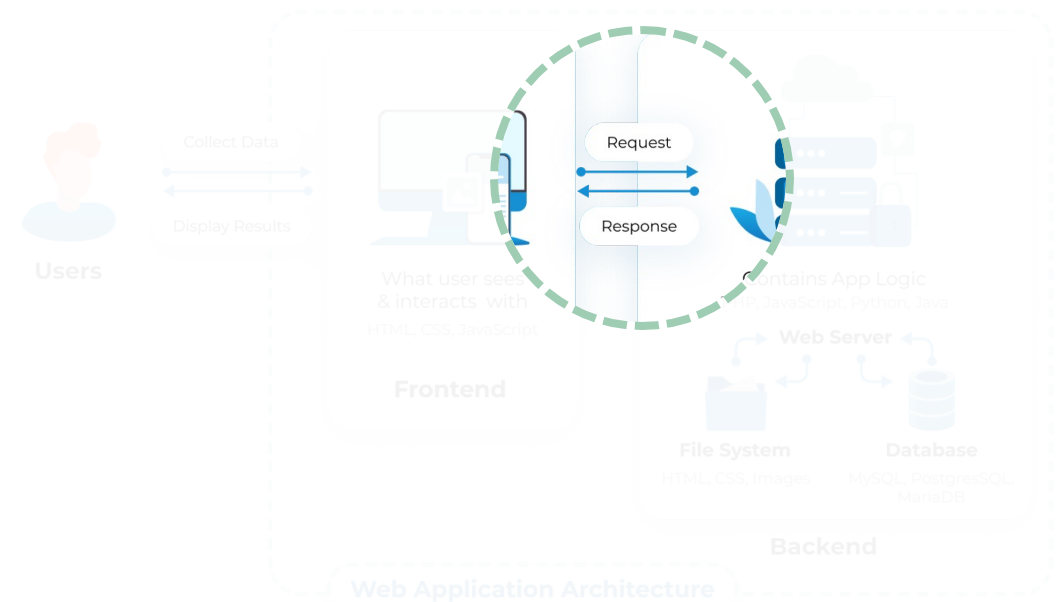 Collect Data
Display Results
Users
Request
Response
What user sees
& interacts with
HTML, CSS, JavaScript
Frontend
Contains App Logic
PHP, JavaScript, Python, Java
Web Server
File System
HTML, CSS, Images
Database
MySQL, PostgresSQL,
MariaDB
Backend
Web Application Architecture